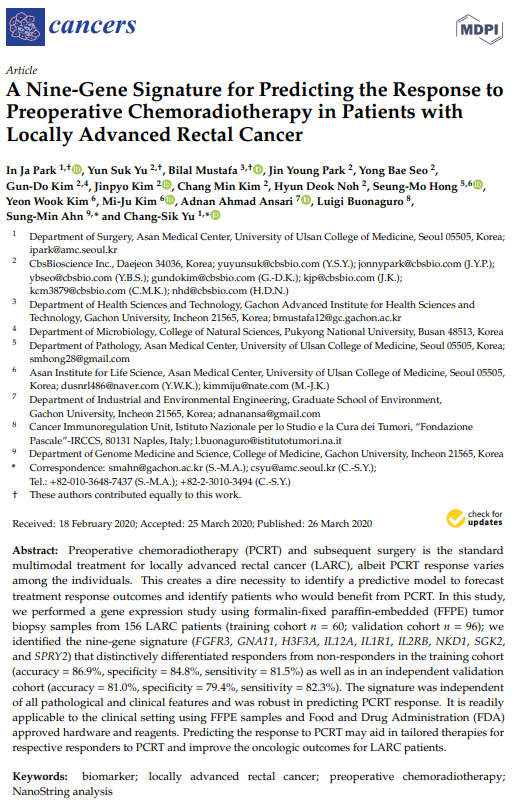 cancers
MDPI
Article
A Nine-Gene Signature for Predicting the Response to
Preoperative Chemoradiotherapy in Patients with
Locally Advanced Rectal Cancer
In Ja Park 1,†, Yun Suk Yu 2,†, Bilal Mustafa 3,†, Jin Young Park 2, Yong Bae Seo 2,
Gun-Do Kim 2,4, Jinpyo Kim 2, Chang Min Kim 2, Hyun Deok Noh 2, Seung-Mo Hong 5,6,
Yeon Wook Kim 6, Mi-Ju Kim 6, Adnan Ahmad Ansari 7, Luigi Buonaguro 8,
Sung-Min Ahn 9,* and Chang-Sik Yu 1,*
1 Department of Surgery, Asan Medical Center, University of Ulsan College of Medicine, Seoul 05505, Korea;
ipark@amc.seoul.kr
2 CbsBioscience Inc., Daejeon 34036, Korea; yuyunsuk@cbsbio.com (Y.S.Y.); jonnypark@cbsbio.com (J.Y.P.);
ybseo@cbsbio.com (Y.B.S.); gundokim@cbsbio.com (G.-D.K.); kjp@cbsbio.com (J.K.);
kcm3879@cbsbio.com (C.M.K.); nhd@cbsbio.com (H.D.N.)
3 Department of Health Sciences and Technology, Gachon Advanced Institute for Health Sciences and
Technology, Gachon University, Incheon 21565, Korea; bmustafa12@gc.gachon.ac.kr
4 Department of Microbiology, College of Natural Sciences, Pukyong National University, Busan 48513, Korea
5 Department of Pathology, Asan Medical Center, University of Ulsan College of Medicine, Seoul 05505, Korea;
smhong28@gmail.com
6 Asan Institute for Life Science, Asan Medical Center, University of Ulsan College of Medicine, Seoul 05505,
Korea; dusnrl486@naver.com (Y.W.K.); kimmiju@nate.com (M.-J.K.)
7 Department of Industrial and Environmental Engineering, Graduate School of Environment,
Gachon University, Incheon 21565, Korea; adnanansa@gmail.com
8 Cancer Immunoregulation Unit, Istituto Nazionale per lo Studio e la Cura dei Tumori, “Fondazione
Pascale”-IRCCS, 80131 Naples, Italy; l.buonaguro@istitutotumori.na.it
9 Department of Genome Medicine and Science, College of Medicine, Gachon University, Incheon 21565, Korea
* Correspondence: smahn@gachon.ac.kr (S.-M.A.); csyu@amc.seoul.kr (C.-S.Y.);
Tel.: +82-010-3648-7437 (S.-M.A.); +82-2-3010-3494 (C.-S.Y.)
† These authors contributed equally to this work.
Received: 18 February 2020; Accepted: 25 March 2020; Published: 26 March 2020
check for
updates
Abstract: Preoperative chemoradiotherapy (PCRT) and subsequent surgery is the standard
multimodal treatment for locally advanced rectal cancer (LARC), albeit PCRT response varies
among the individuals. This creates a dire necessity to identify a predictive model to forecast
treatment response outcomes and identify patients who would benefit from PCRT. In this study,
we performed a gene expression study using formalin-fixed paraffin-embedded (FFPE) tumor
biopsy samples from 156 LARC patients (training cohort n = 60; validation cohort n = 96); we
identified the nine-gene signature (FGFR3, GNA11, H3F3A, IL12A, IL1R1, IL2RB, NKD1, SGK2,
and SPRY2) that distinctively differentiated responders from non-responders in the training cohort
(accuracy = 86.9%, specificity = 84.8%, sensitivity = 81.5%) as well as in an independent validation
cohort (accuracy = 81.0%, specificity = 79.4%, sensitivity = 82.3%). The signature was independent
of all pathological and clinical features and was robust in predicting PCRT response. It is readily
applicable to the clinical setting using FFPE samples and Food and Drug Administration (FDA)
approved hardware and reagents. Predicting the response to PCRT may aid in tailored therapies for
respective responders to PCRT and improve the oncologic outcomes for LARC patients.
Keywords: biomarker; locally advanced rectal cancer; preoperative chemoradiotherapy;
NanoString analysis